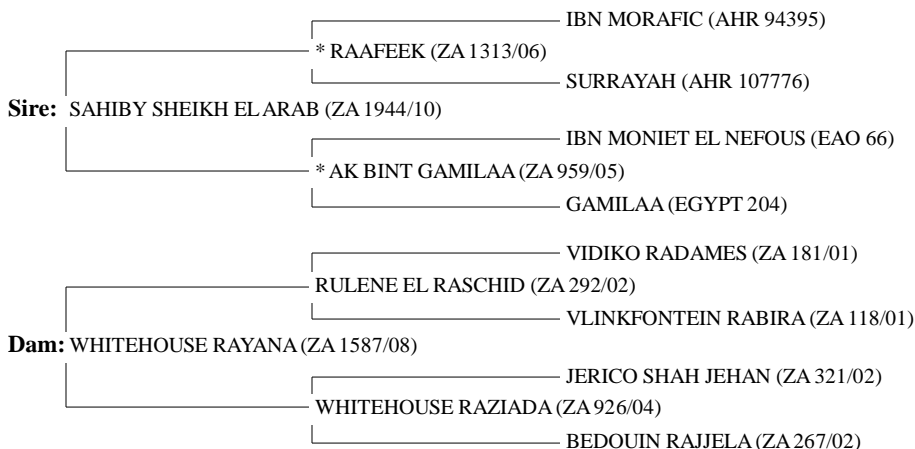 IBN MORAFIC (AHR 94395)
* RAAFEEK (ZA 1313/06)
SURRAYAH (AHR 107776)
Sire: SAHIBY SHEIKH EL ARAB (ZA 1944/10)
IBN MONIET EL NEFOUS (EAO 66)
* AK BINT GAMILAA (ZA 959/05)
GAMILAA (EGYPT 204)
VIDIKO RADAMES (ZA 181/01)
RULENE EL RASCHID (ZA 292/02)
VLINKFONTEIN RABIRA (ZA 118/01)
Dam: WHITEHOUSE RAYANA (ZA 1587/08)
JERICO SHAH JEHAN (ZA 321/02)
WHITEHOUSE RAZIADA (ZA 926/04)
BEDOUIN RAJJELA (ZA 267/02)